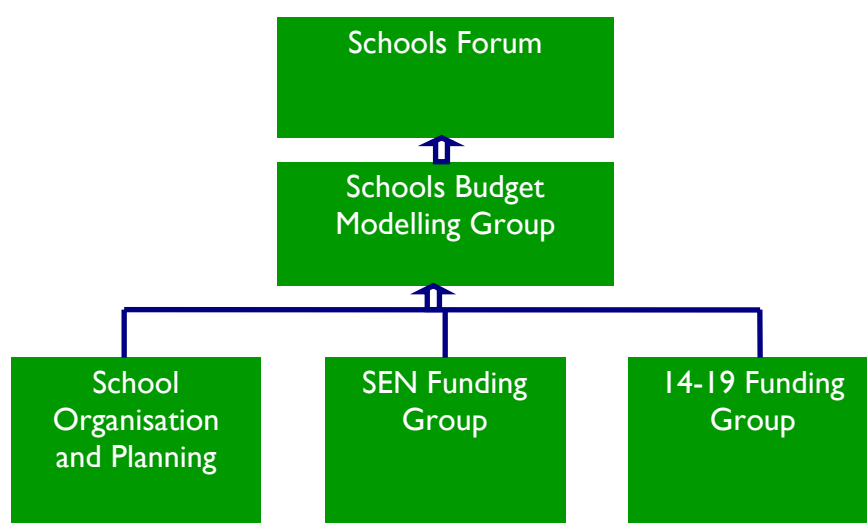 Schools Forum
Schools Budget
Modelling Group
School
Organisation
and Planning
SEN Funding
Group
14-19 Funding
Group